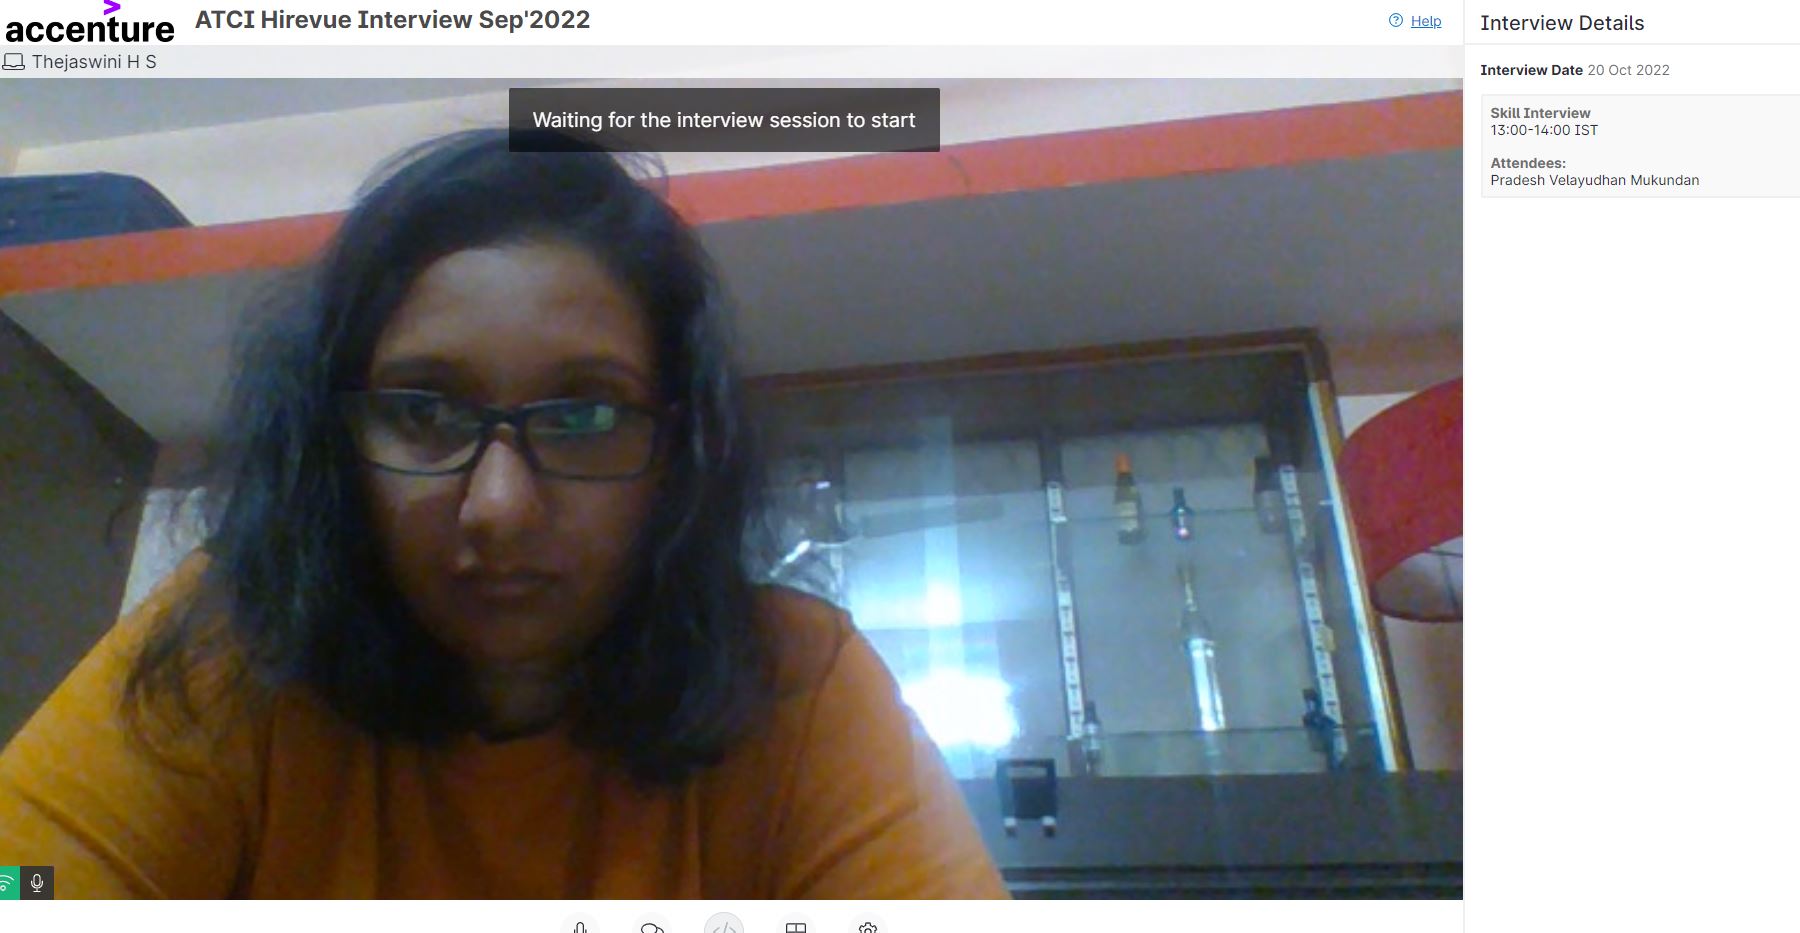 accenture
ATCI Hirevue Interview Sep'2022
Help
Thejaswini H S
Waiting for the interview session to start
Interview Details
Interview Date 20 Oct 2022
Skill Interview
13:00-14:00 IST
Attendees:
Pradesh Velayudhan Mukundan